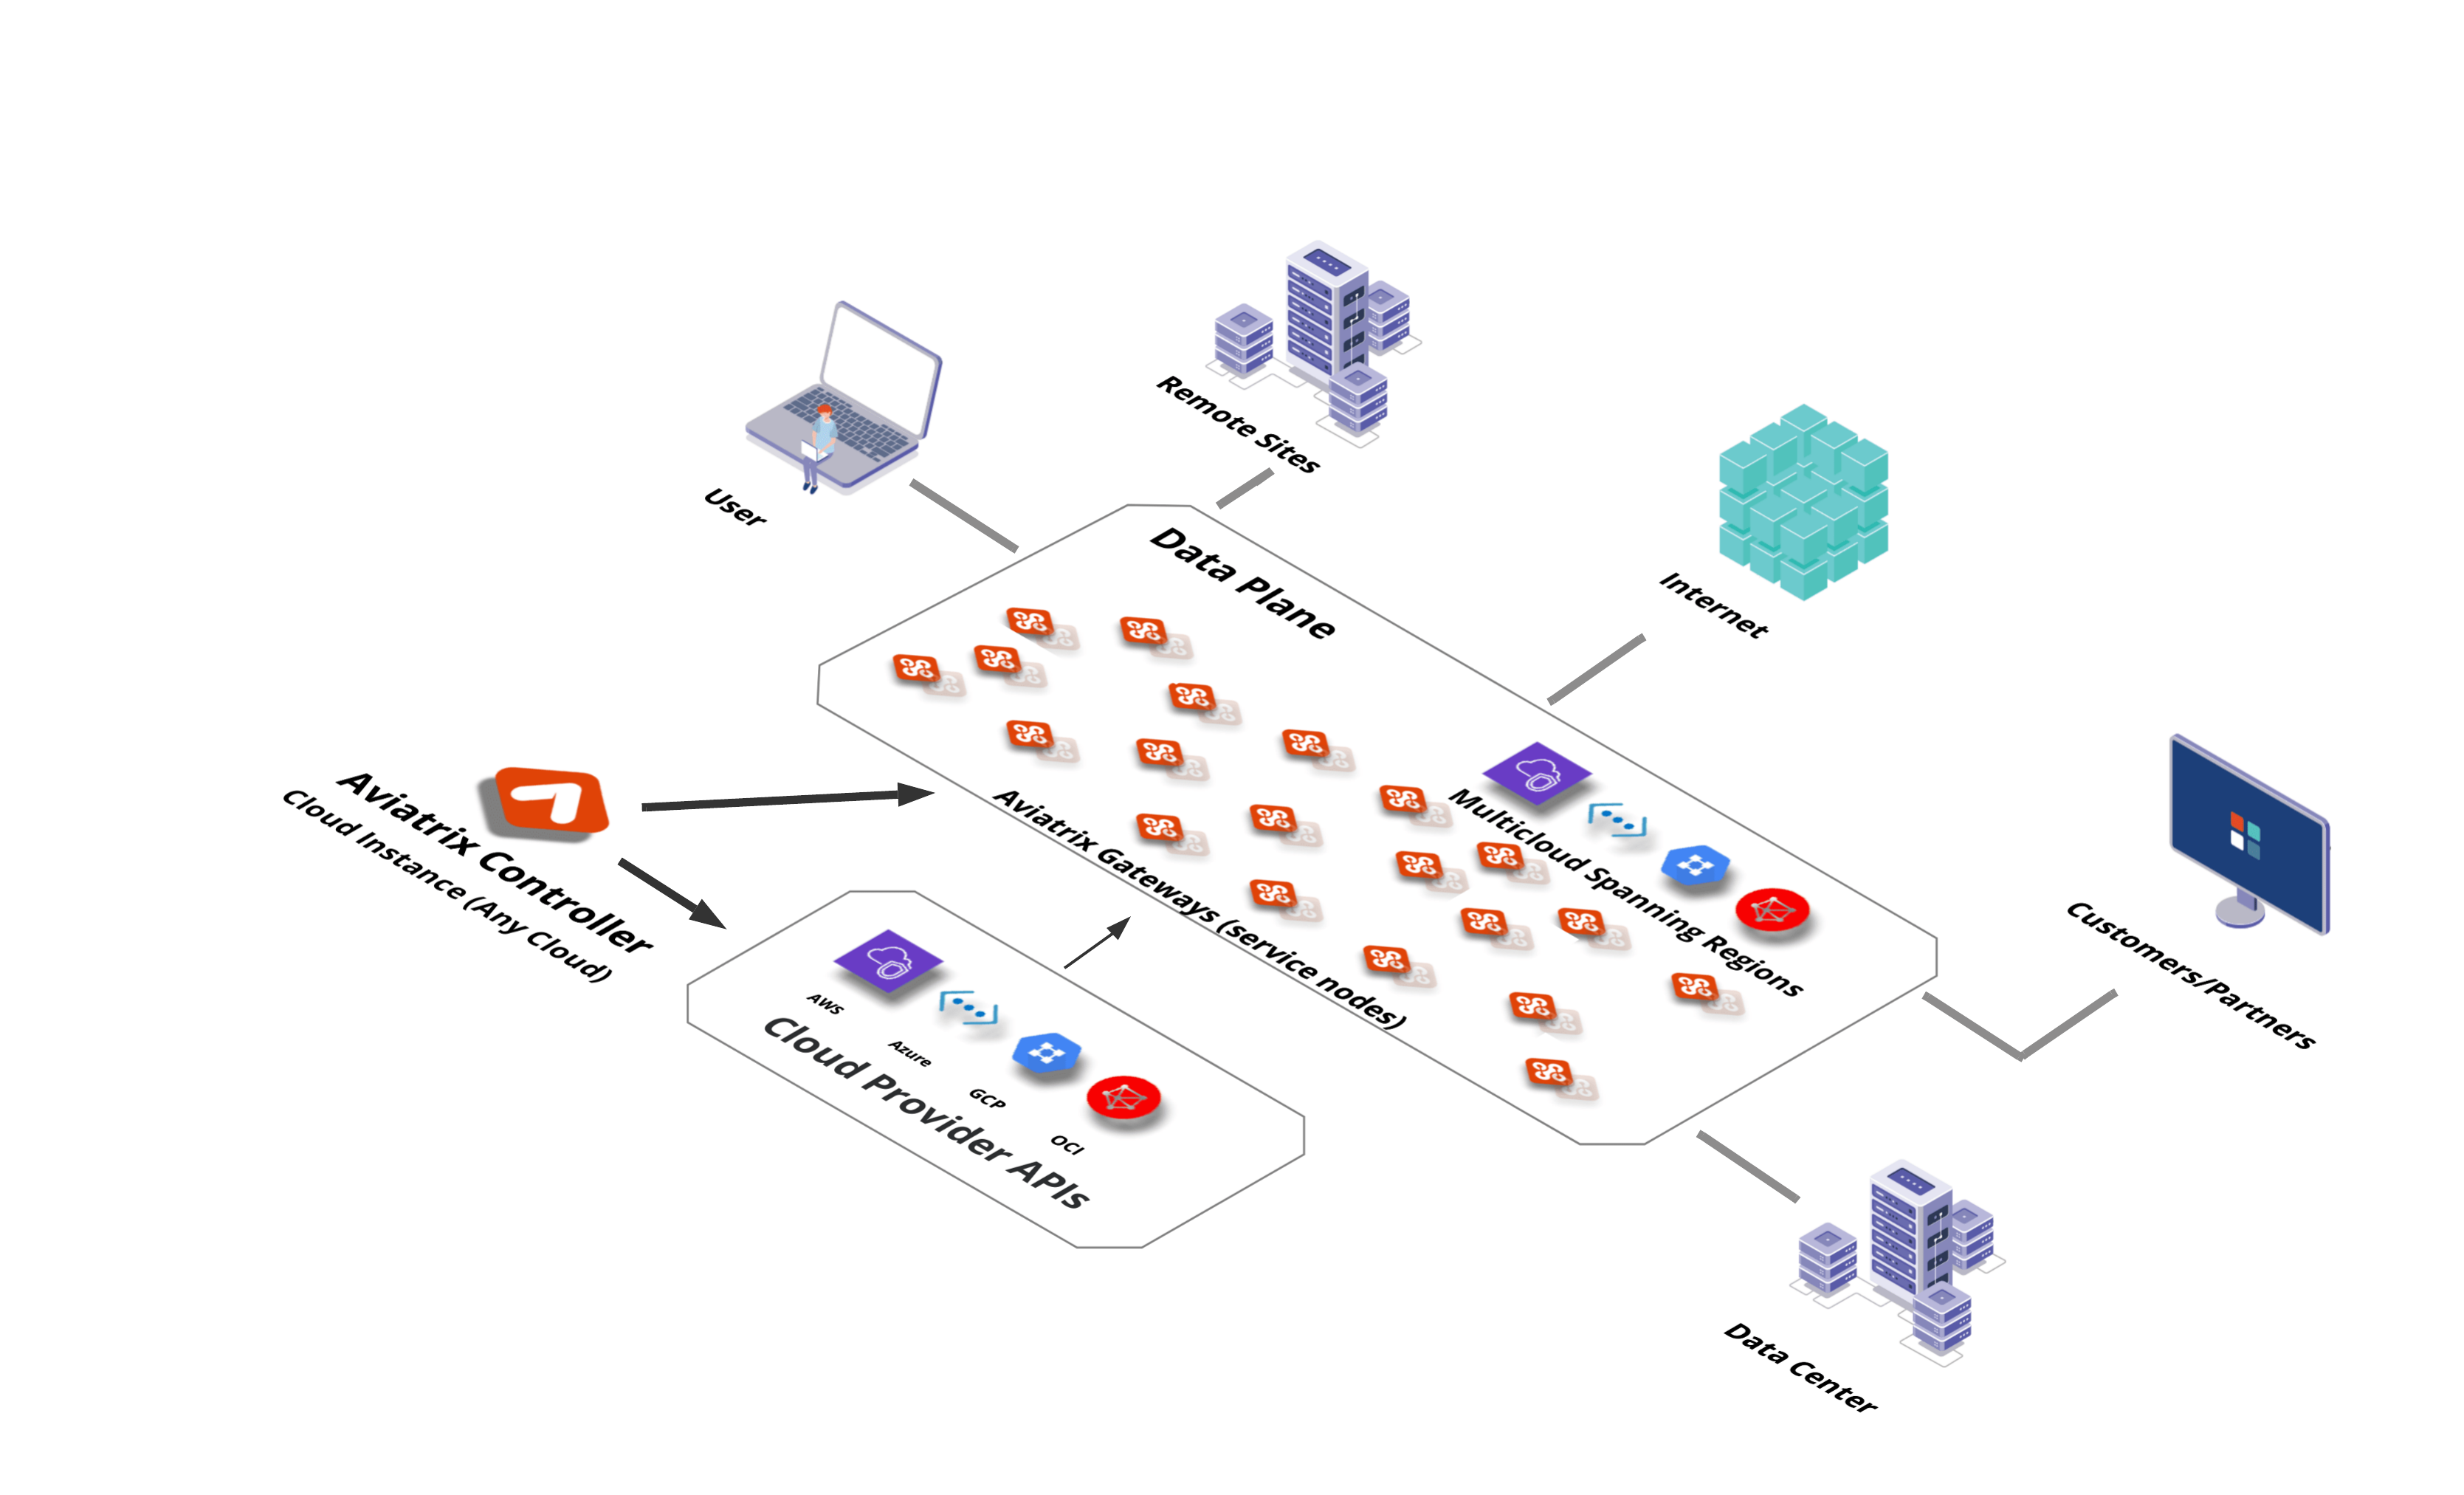 Remote Sites
User
Data Plane
Internet
Aviatrix Controller
Cloud Instance (Any Cloud)
Aviatrix Gateways (service nodes)
Multicloud Spanning Regions
Customers/Partners
AWS
Azure
GCP
OCI
Cloud Provider APIs
Data Center